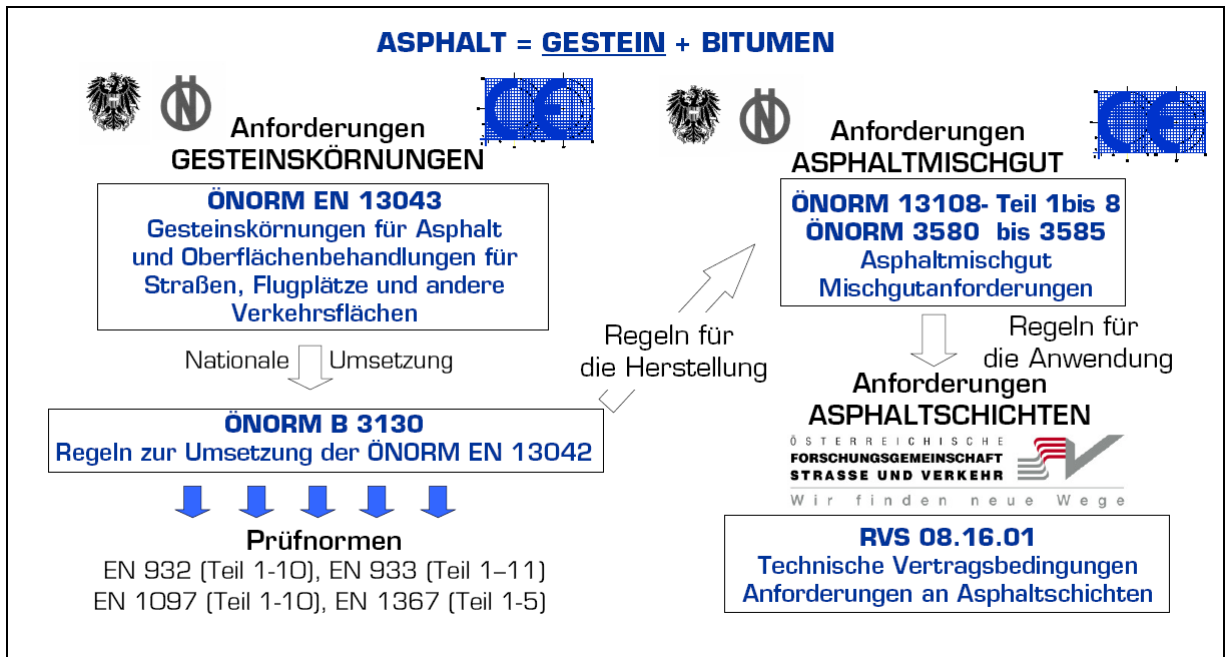 ASPHALT = GESTEIN + BITUMEN
Anforderungen
GESTEINSKÖRNUNGEN
ÖNORM EN 13043
Gesteinskörnungen für Asphalt
und Oberflächenbehandlungen für
Straßen, Flugplätze und andere
Verkehrsflächen
Nationale Umsetzung
ÖNORM B 3130
Regeln zur Umsetzung der ÖNORM EN 13042
Prüfnormen
EN 932 (Teil 1-10), EN 933 (Teil 1–11)
EN 1097 (Teil 1-10), EN 1367 (Teil 1-5)
Regeln für
die Herstellung
Anforderungen
ASPHALTMISCHGUT
ÖNORM 13108- Teil 1bis 8
ÖNORM 3580 bis 3585
Asphaltmischgut
Mischgutanforderungen
Regeln für
die Anwendung
Anforderungen
ASPHALTSCHICHTEN
ÖSTERREICHISCHE
FORSCHUNGSGEMEINSCHAFT
STRASSE UND VERKEHR
Wir finden neue Wege
RVS 08.16.01
Technische Vertragsbedingungen
Anforderungen an Asphaltschichten